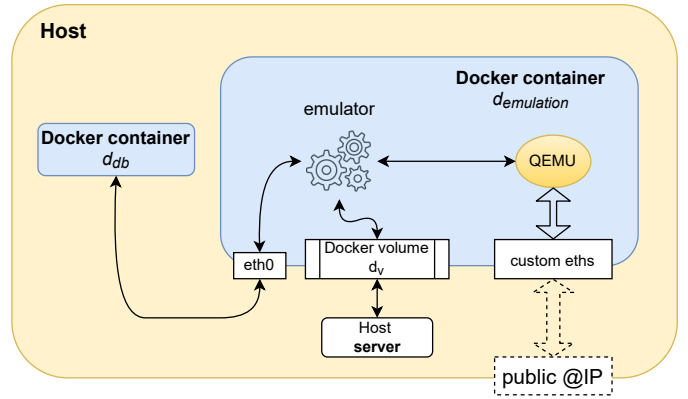 Host
Docker container
d_emulation
emulator
Docker container
d_db
QEMU
eth0
Docker volume
d_v
custom eths
Host
server
public @IP